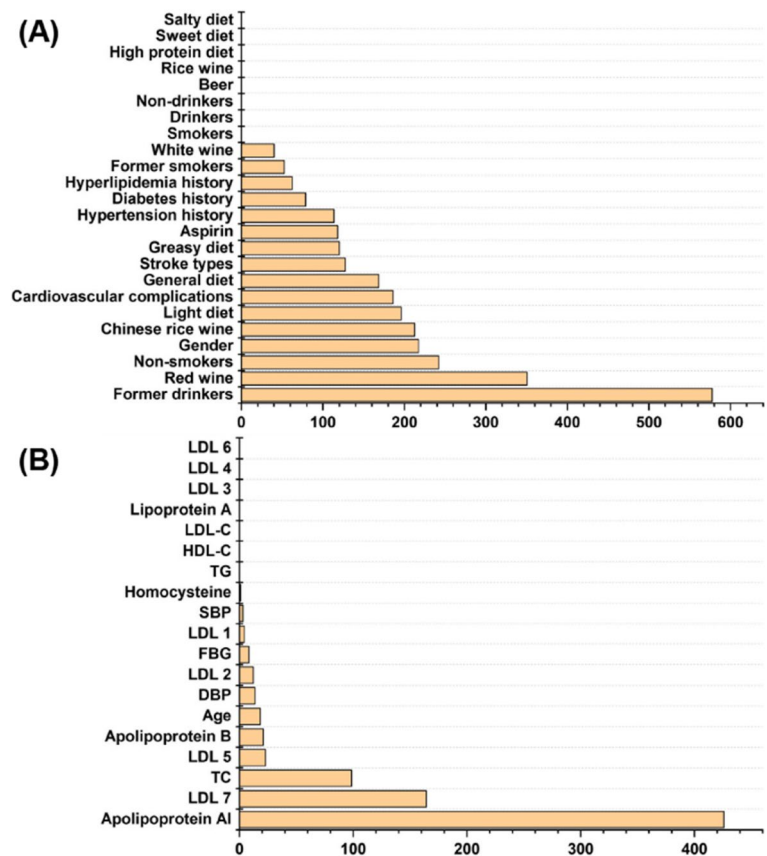 (A)
Salty diet
Sweet diet
High protein diet
Rice wine
Beer
Non-drinkers
Drinkers
Smokers
White wine
Former smokers
Hyperlipidemia history
Diabetes history
Hypertension history
Aspirin
Greasy diet
Stroke types
General diet
Cardiovascular complications
Light diet
Chinese rice wine
Gender
Non-smokers
Red wine
Former drinkers
0 100 200 300 400 500 600
(B)
LDL 6
LDL 4
LDL 3
Lipoprotein A
LDL-C
HDL-C
TG
Homocysteine
SBP
LDL 1
FBG
LDL 2
DBP
Age
Apolipoprotein B
LDL 5
TC
LDL 7
Apolipoprotein AI
0 100 200 300 400